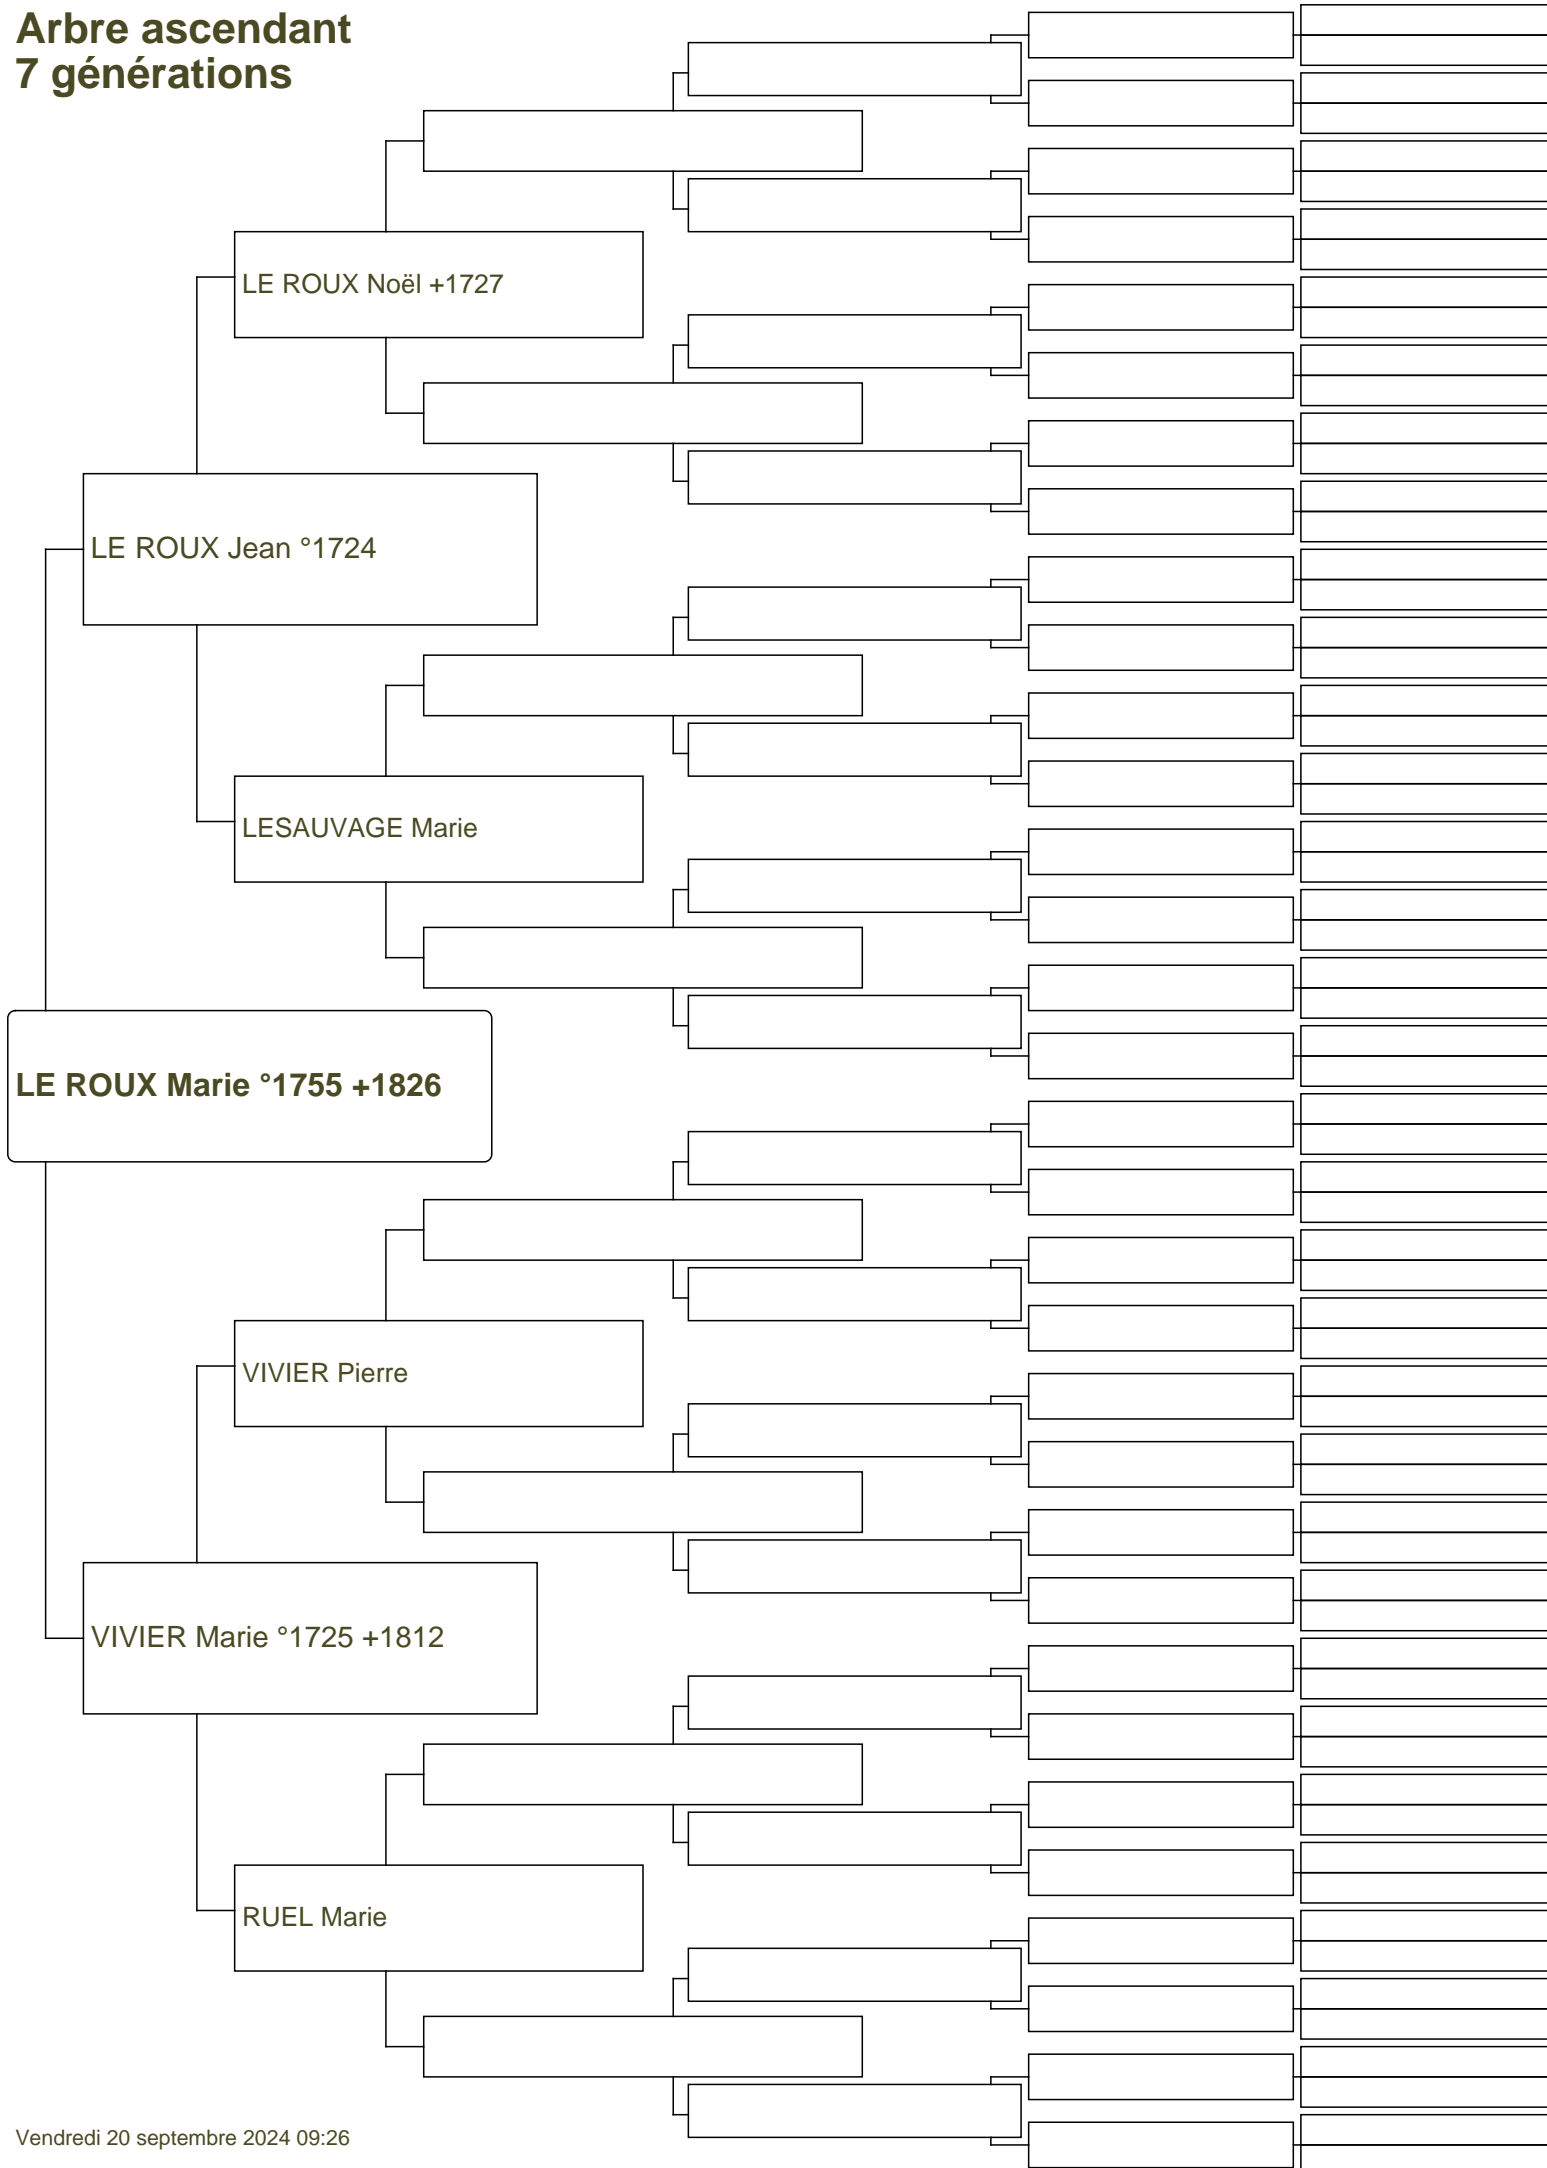 Arbre ascendant
7 générations
LE ROUX Noël +1727
LE ROUX Jean °1724
LESAUVAGE Marie
LE ROUX Marie °1755 +1826
VIVIER Pierre
VIVIER Marie °1725 +1812
RUEL Marie
Vendredi 20 septembre 2024 09:26